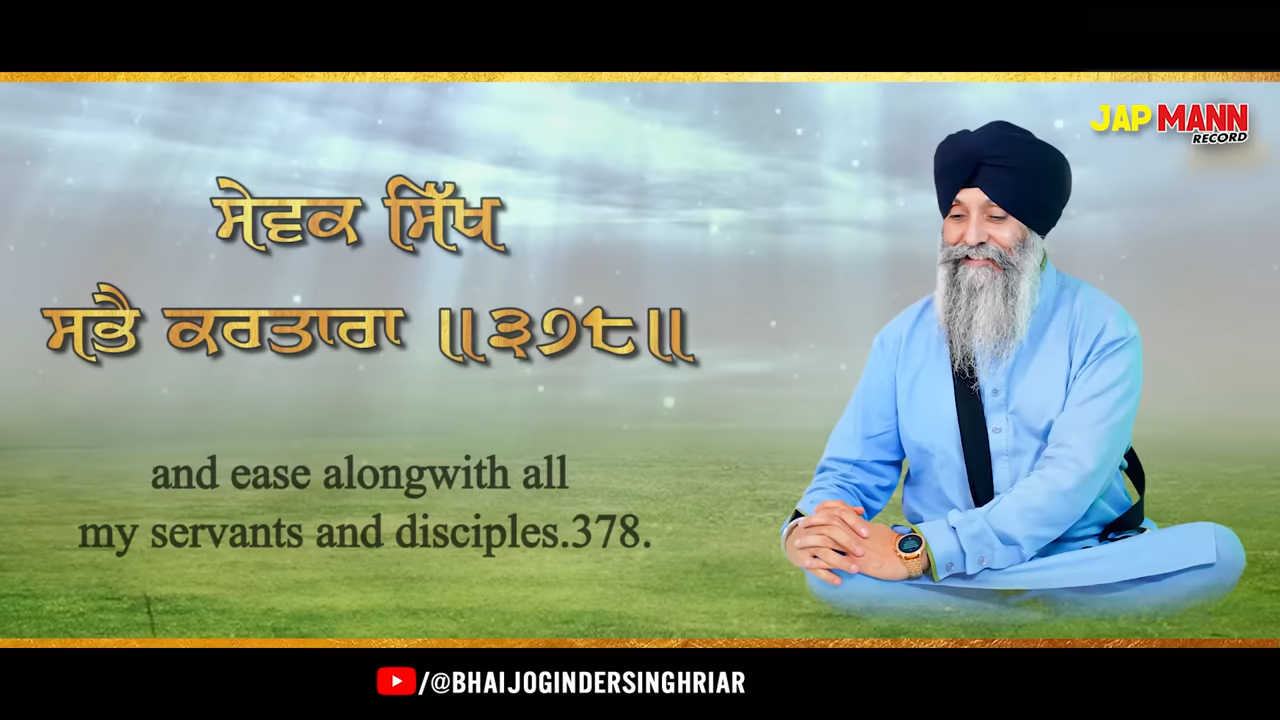 JAP MANN
RECORD
ਸੇਵਕ ਸਿੱਖ
ਸਭੈ ਕਰਤਾਰਾ ॥੩੭੮॥
and ease alongwith all
my servants and disciples.378.
/@BHAIJOGINDERSINGHRIAR